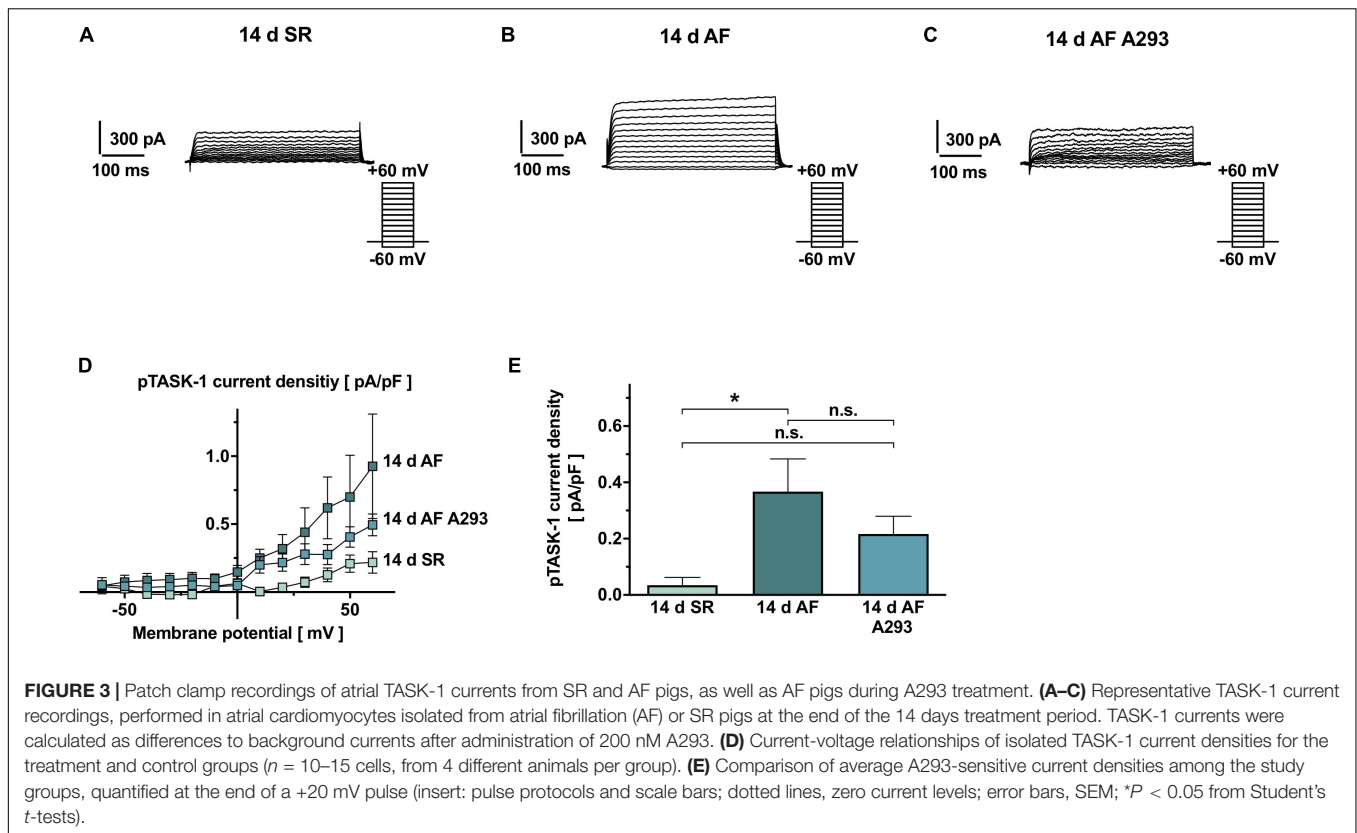 A
14 d SR
B
14 d AF
C
14 d AF A293
300 pA
100 ms
+60 mV
-60 mV
300 pA
100 ms
+60 mV
-60 mV
300 pA
100 ms
+60 mV
-60 mV
D
pTASK-1 current densitiy [ pA/pF ]
1.0
0.5
14 d AF
14 d AF A293
14 d SR
-50
50
Membrane potential [ mV ]
E
pTASK-1 current density
[ pA/pF ]
0.6
0.4
0.2
0.0
*
n.s.
n.s.
14 d SR
14 d AF
14 d AF
A293
FIGURE 3 | Patch clamp recordings of atrial TASK-1 currents from SR and AF pigs, as well as AF pigs during A293 treatment. (A–C) Representative TASK-1 current
recordings, performed in atrial cardiomyocytes isolated from atrial fibrillation (AF) or SR pigs at the end of the 14 days treatment period. TASK-1 currents were
calculated as differences to background currents after administration of 200 nM A293. (D) Current-voltage relationships of isolated TASK-1 current densities for the
treatment and control groups (n = 10–15 cells, from 4 different animals per group). (E) Comparison of average A293-sensitive current densities among the study
groups, quantified at the end of a +20 mV pulse (insert: pulse protocols and scale bars; dotted lines, zero current levels; error bars, SEM; *P < 0.05 from Student's
t-tests).